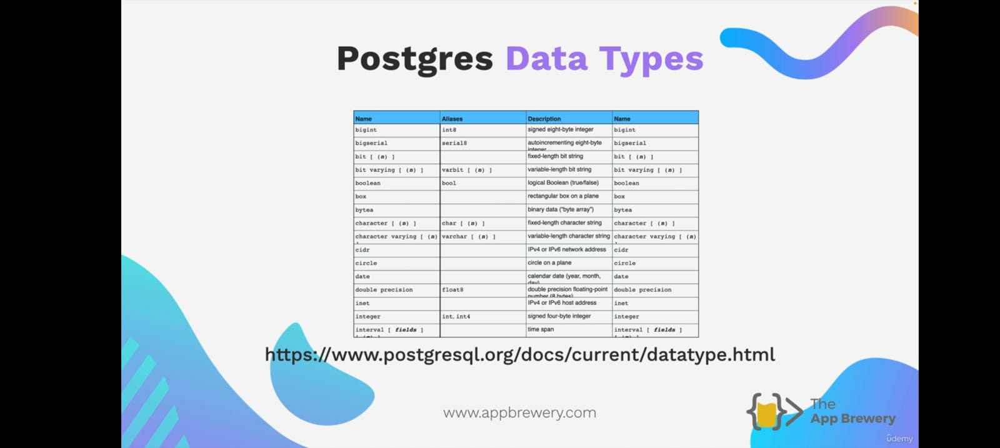 Postgres Data Types
Name Aliases Description Name
bigint int8 signed eight-byte integer bigint
bigserial serial8 autoincrementing eight-byte integer bigserial
bit [ (n) ] fixed-length bit string bit [ (n) ]
bit varying [ (n) ] varbit [ (n) ] variable-length bit string bit varying [ (n) ]
boolean bool logical Boolean (true/false) boolean
box rectangular box on a plane box
bytea binary data ("byte array") bytea
character [ (n) ] char [ (n) ] fixed-length character string character [ (n) ]
character varying [ (n) varchar [ (n) ] variable-length character string character varying [ (n)
cidr IPv4 or IPv6 network address cidr
circle circle on a plane circle
date calendar date (year, month, day) date
double precision float8 double precision floating-point number (8 bytes) double precision
inet IPv4 or IPv6 host address inet
integer int, int4 signed four-byte integer integer
interval [ fields ] time span interval [ fields ]
https://www.postgresql.org/docs/current/datatype.html
www.appbrewery.com
The
App Brewery
ûdemy